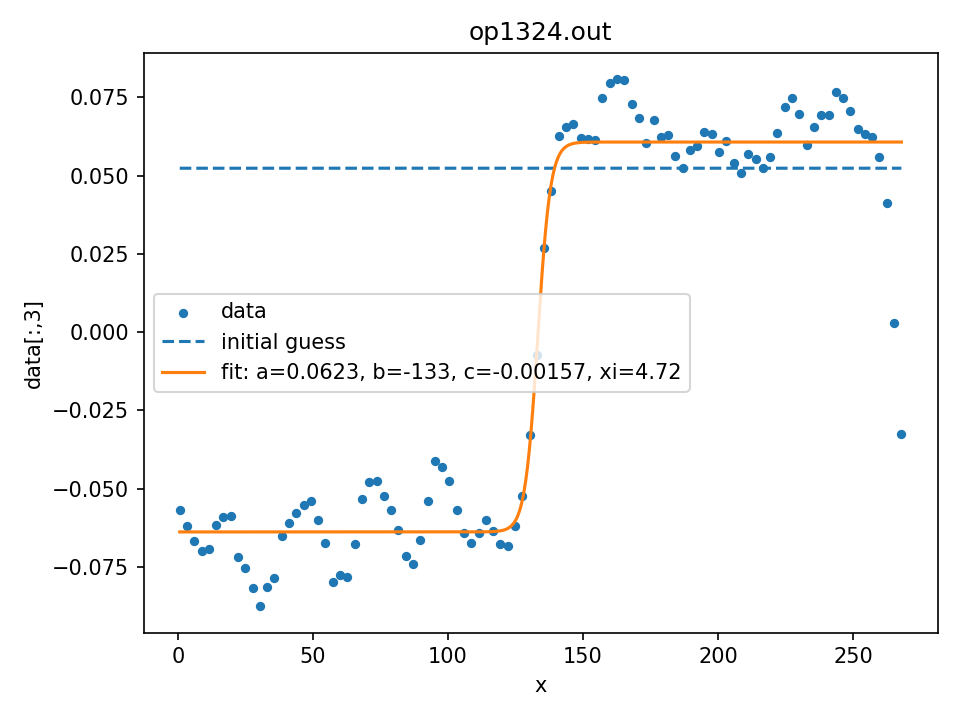 op1324.out
0.075
0.050
0.025
0.000
−0.025
−0.050
−0.075
data[:,3]
data
initial guess
fit: a=0.0623, b=-133, c=-0.00157, xi=4.72
0 50 100 150 200 250
x